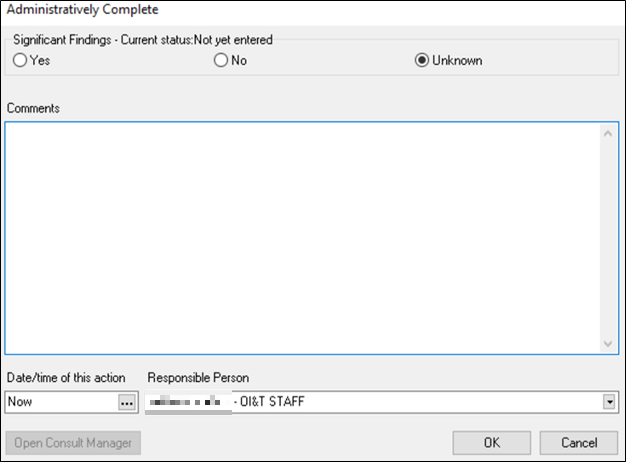 Administratively Complete
Significant Findings - Current status:Not yet entered
Yes No Unknown
Comments
Date/time of this action Responsible Person
Now ... - OI&T STAFF
Open Consult Manager OK Cancel